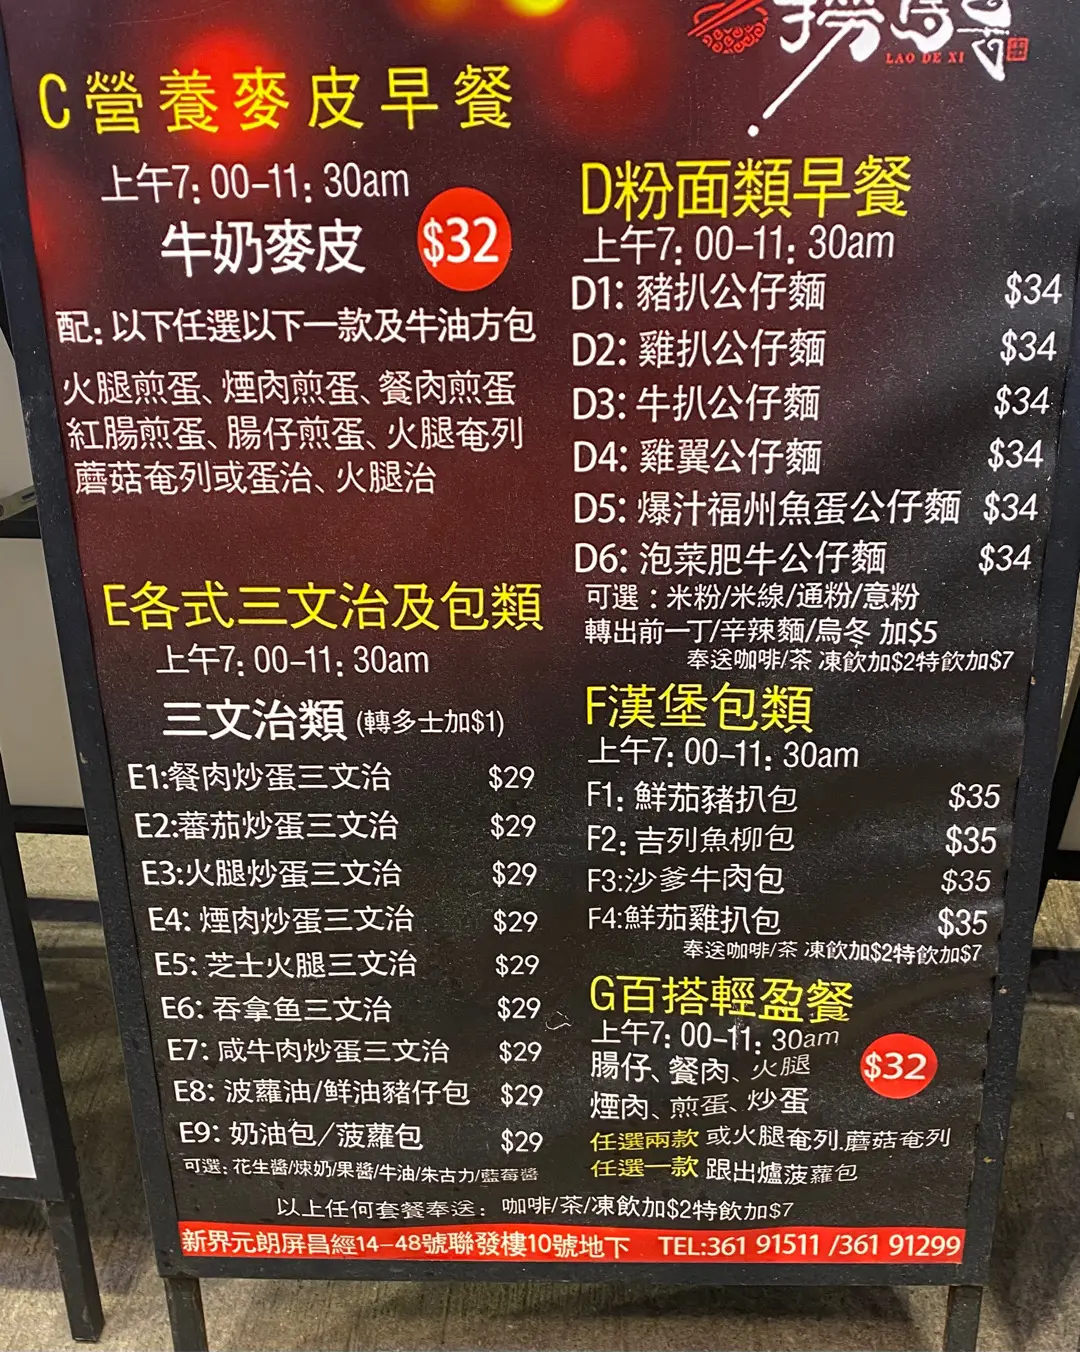 LAO DE XI
C營養麥皮早餐
上午7:00-11:30am
牛奶麥皮 $32
配:以下任選以下一款及牛油方包
火腿煎蛋、煙肉煎蛋、餐肉煎蛋
紅腸煎蛋、腸仔煎蛋、火腿奄列
蘑菇奄列或蛋治、火腿治
D粉面類早餐
上午7:00-11:30am
D1:豬扒公仔麵 $34
D2:雞扒公仔麵 $34
D3:牛扒公仔麵 $34
D4:雞翼公仔麵 $34
D5:爆汁福州魚蛋公仔麵 $34
D6:泡菜肥牛公仔麵 $34
可選:米粉/米線/通粉/意粉
轉出前一丁/辛辣麵/烏冬 加$5
奉送咖啡/茶 凍飲加$2特飲加$7
E各式三文治及包類
上午7:00-11:30am
三文治類 (轉多士加$1)
E1:餐肉炒蛋三文治 $29
E2:蕃茄炒蛋三文治 $29
E3:火腿炒蛋三文治 $29
E4:煙肉炒蛋三文治 $29
E5:芝士火腿三文治 $29
E6:吞拿鱼三文治 $29
E7:咸牛肉炒蛋三文治 $29
E8:波蘿油/鲜油豬仔包 $29
E9:奶油包/菠蘿包 $29
可選:花生醬/煉奶/果醬/牛油/朱古力/藍莓醬
F漢堡包類
上午7:00-11:30am
F1:鮮茄豬扒包 $35
F2:吉列魚柳包 $35
F3:沙爹牛肉包 $35
F4:鮮茄雞扒包 $35
奉送咖啡/茶 凍飲加$2特飲加$7
G百搭輕盈餐
上午7:00-11:30am
腸仔、餐肉、火腿 $32
煙肉、煎蛋、炒蛋
任選兩款 或火腿奄列.蘑菇奄列
任選一款 跟出爐菠蘿包
以上任何套餐奉送:咖啡/茶/凍飲加$2特飲加$7
新界元朗屏昌經14-48號聯發樓10號地下 TEL:361 91511 /361 91299